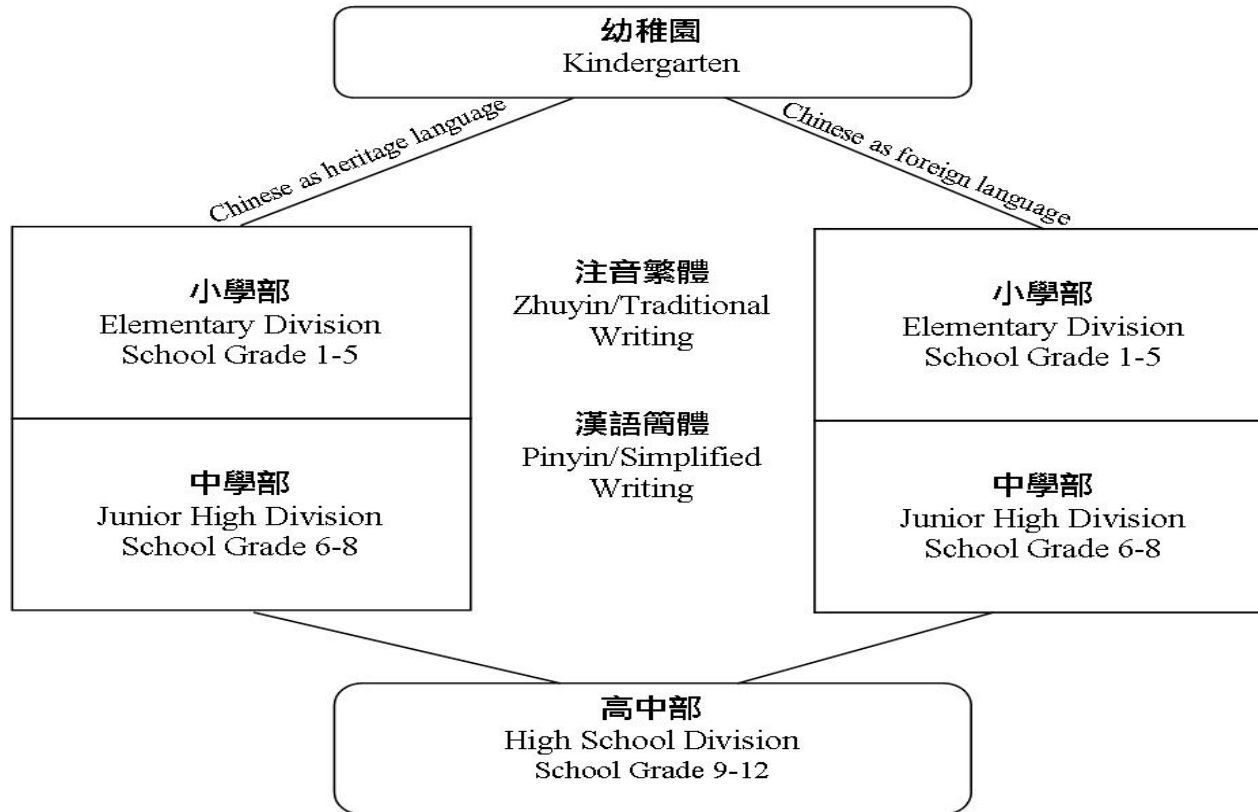 幼稚園
Kindergarten
Chinese as heritage language
Chinese as foreign language
小學部
Elementary Division
School Grade 1-5
中學部
Junior High Division
School Grade 6-8
注音繁體
Zhuyin/Traditional
Writing
漢語簡體
Pinyin/Simplified
Writing
小學部
Elementary Division
School Grade 1-5
中學部
Junior High Division
School Grade 6-8
高中部
High School Division
School Grade 9-12